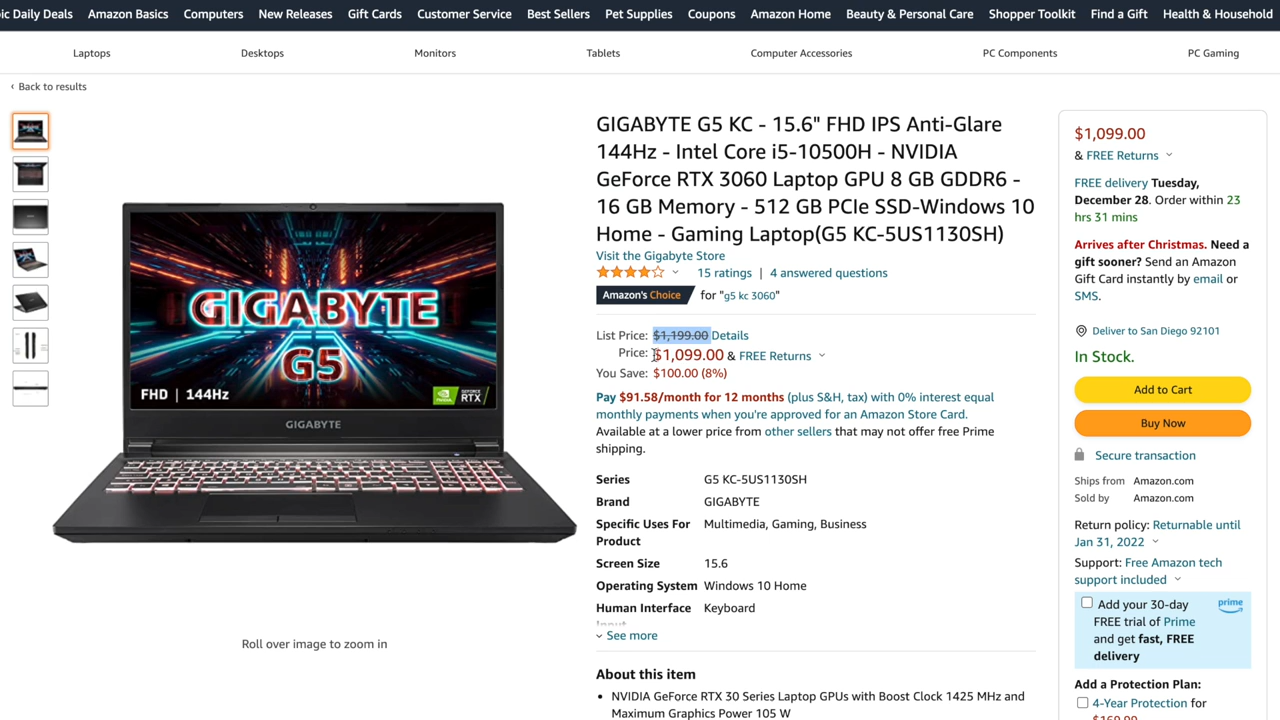 ic Daily Deals Amazon Basics Computers New Releases Gift Cards Customer Service Best Sellers Pet Supplies Coupons Amazon Home Beauty & Personal Care Shopper Toolkit Find a Gift Health & Household
Laptops Desktops Monitors Tablets Computer Accessories PC Components PC Gaming
‹ Back to results
GIGABYTE
G5
FHD | 144Hz
NVIDIA GEFORCE RTX
GIGABYTE
Roll over image to zoom in
GIGABYTE G5 KC - 15.6" FHD IPS Anti-Glare
144Hz - Intel Core i5-10500H - NVIDIA
GeForce RTX 3060 Laptop GPU 8 GB GDDR6 -
16 GB Memory - 512 GB PCIe SSD-Windows 10
Home - Gaming Laptop(G5 KC-5US1130SH)
Visit the Gigabyte Store
15 ratings | 4 answered questions
Amazon's Choice for "g5 kc 3060"
List Price: $1,199.00 Details
Price: $1,099.00 & FREE Returns
You Save: $100.00 (8%)
Pay $91.58/month for 12 months (plus S&H, tax) with 0% interest equal
monthly payments when you're approved for an Amazon Store Card.
Available at a lower price from other sellers that may not offer free Prime
shipping.
Series G5 KC-5US1130SH
Brand GIGABYTE
Specific Uses For Multimedia, Gaming, Business
Product
Screen Size 15.6
Operating System Windows 10 Home
Human Interface Keyboard
Input
See more
About this item
• NVIDIA GeForce RTX 30 Series Laptop GPUs with Boost Clock 1425 MHz and
Maximum Graphics Power 105 W
$1,099.00
& FREE Returns
FREE delivery Tuesday,
December 28. Order within 23
hrs 31 mins
Arrives after Christmas. Need a
gift sooner? Send an Amazon
Gift Card instantly by email or
SMS.
Deliver to San Diego 92101
In Stock.
Add to Cart
Buy Now
Secure transaction
Ships from Amazon.com
Sold by Amazon.com
Return policy: Returnable until
Jan 31, 2022
Support: Free Amazon tech
support included
Add your 30-day prime
FREE trial of Prime
and get fast, FREE
delivery
Add a Protection Plan:
4-Year Protection for